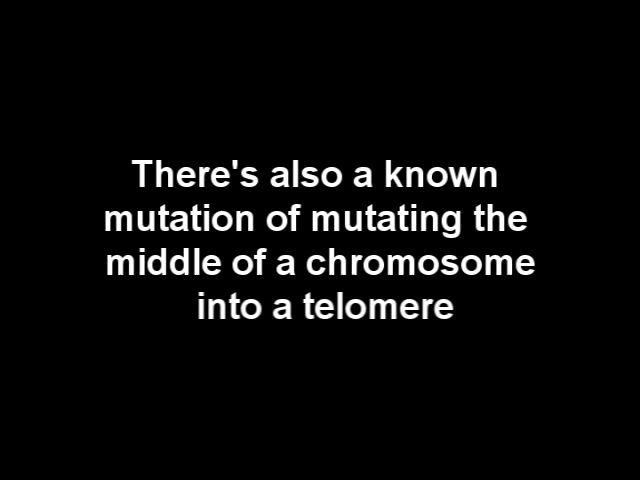 There's also a known
mutation of mutating the
middle of a chromosome
into a telomere